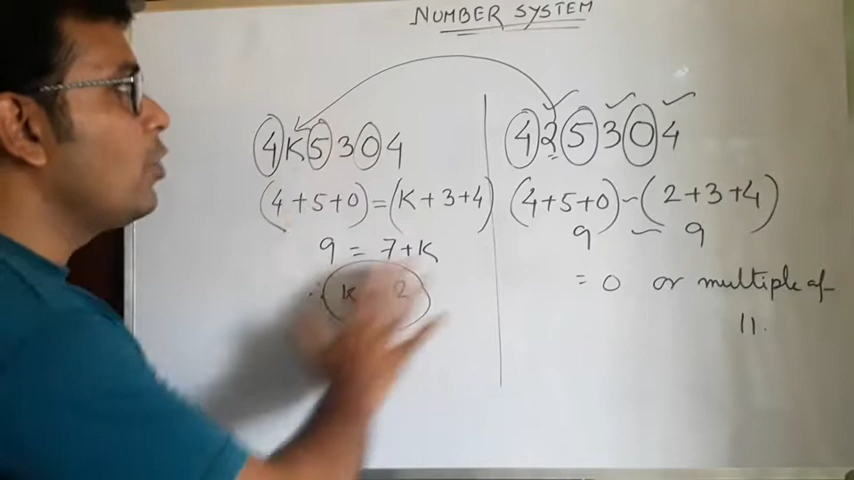 NUMBER SYSTEM
4K5304
(4+5+0)=(K+3+4)
9 = 7+K
∴ K 2
425304
(4+5+0)~(2+3+4)
9 ~ 9
= 0 or multiple of
11.